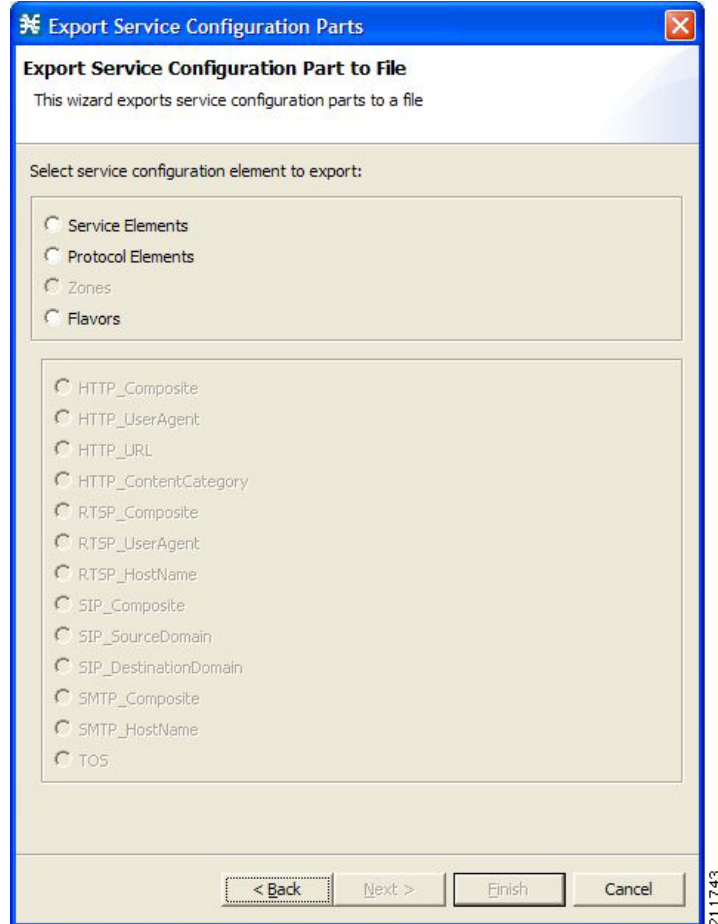 Export Service Configuration Parts
Export Service Configuration Part to File
This wizard exports service configuration parts to a file
Select service configuration element to export:
Service Elements
Protocol Elements
Zones
Flavors
HTTP_Composite
HTTP_UserAgent
HTTP_URL
HTTP_ContentCategory
RTSP_Composite
RTSP_UserAgent
RTSP_HostName
SIP_Composite
SIP_SourceDomain
SIP_DestinationDomain
SMTP_Composite
SMTP_HostName
TOS
< Back Next > Finish Cancel
211743